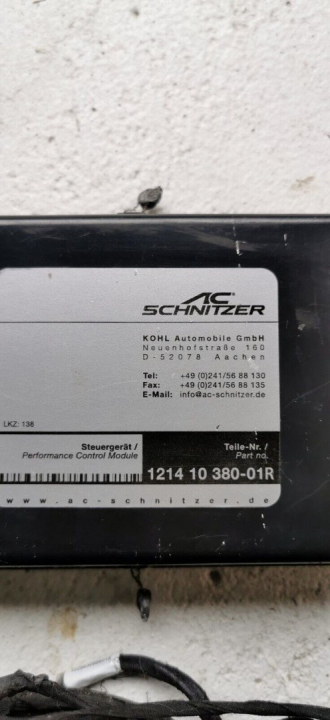 AC
SCHNITZER
KOHL Automobile GmbH
Neuenhofstraße 160
D-52078 Aachen
Tel: +49 (0)241/56 88 130
Fax: +49 (0)241/56 88 135
E-Mail: info@ac-schnitzer.de
LKZ: 138
Steuergerät /
Performance Control Module
Teile-Nr. /
Part no.
1214 10 380-01R
www.ac-schnitzer.de